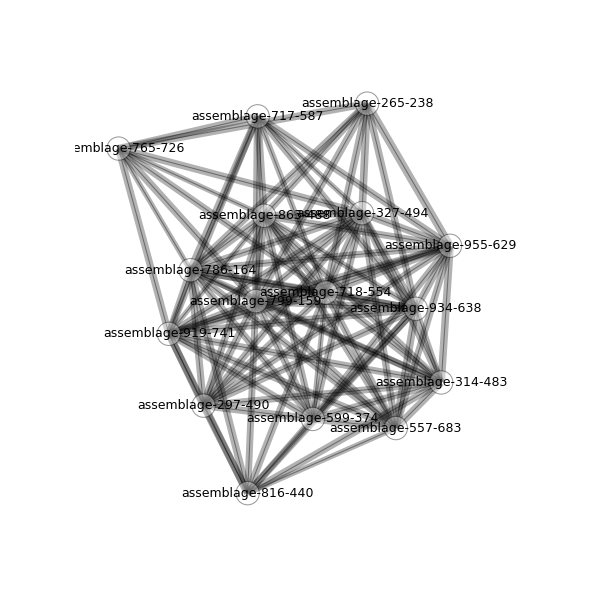 assemblage-265-238
assemblage-717-587
emblage-765-726
assemblage-327-494
assemblage-863-488
assemblage-955-629
assemblage-786-164
assemblage-718-554
assemblage-799-159
assemblage-934-638
assemblage-919-741
assemblage-314-483
assemblage-297-490
assemblage-599-374
assemblage-557-683
assemblage-816-440